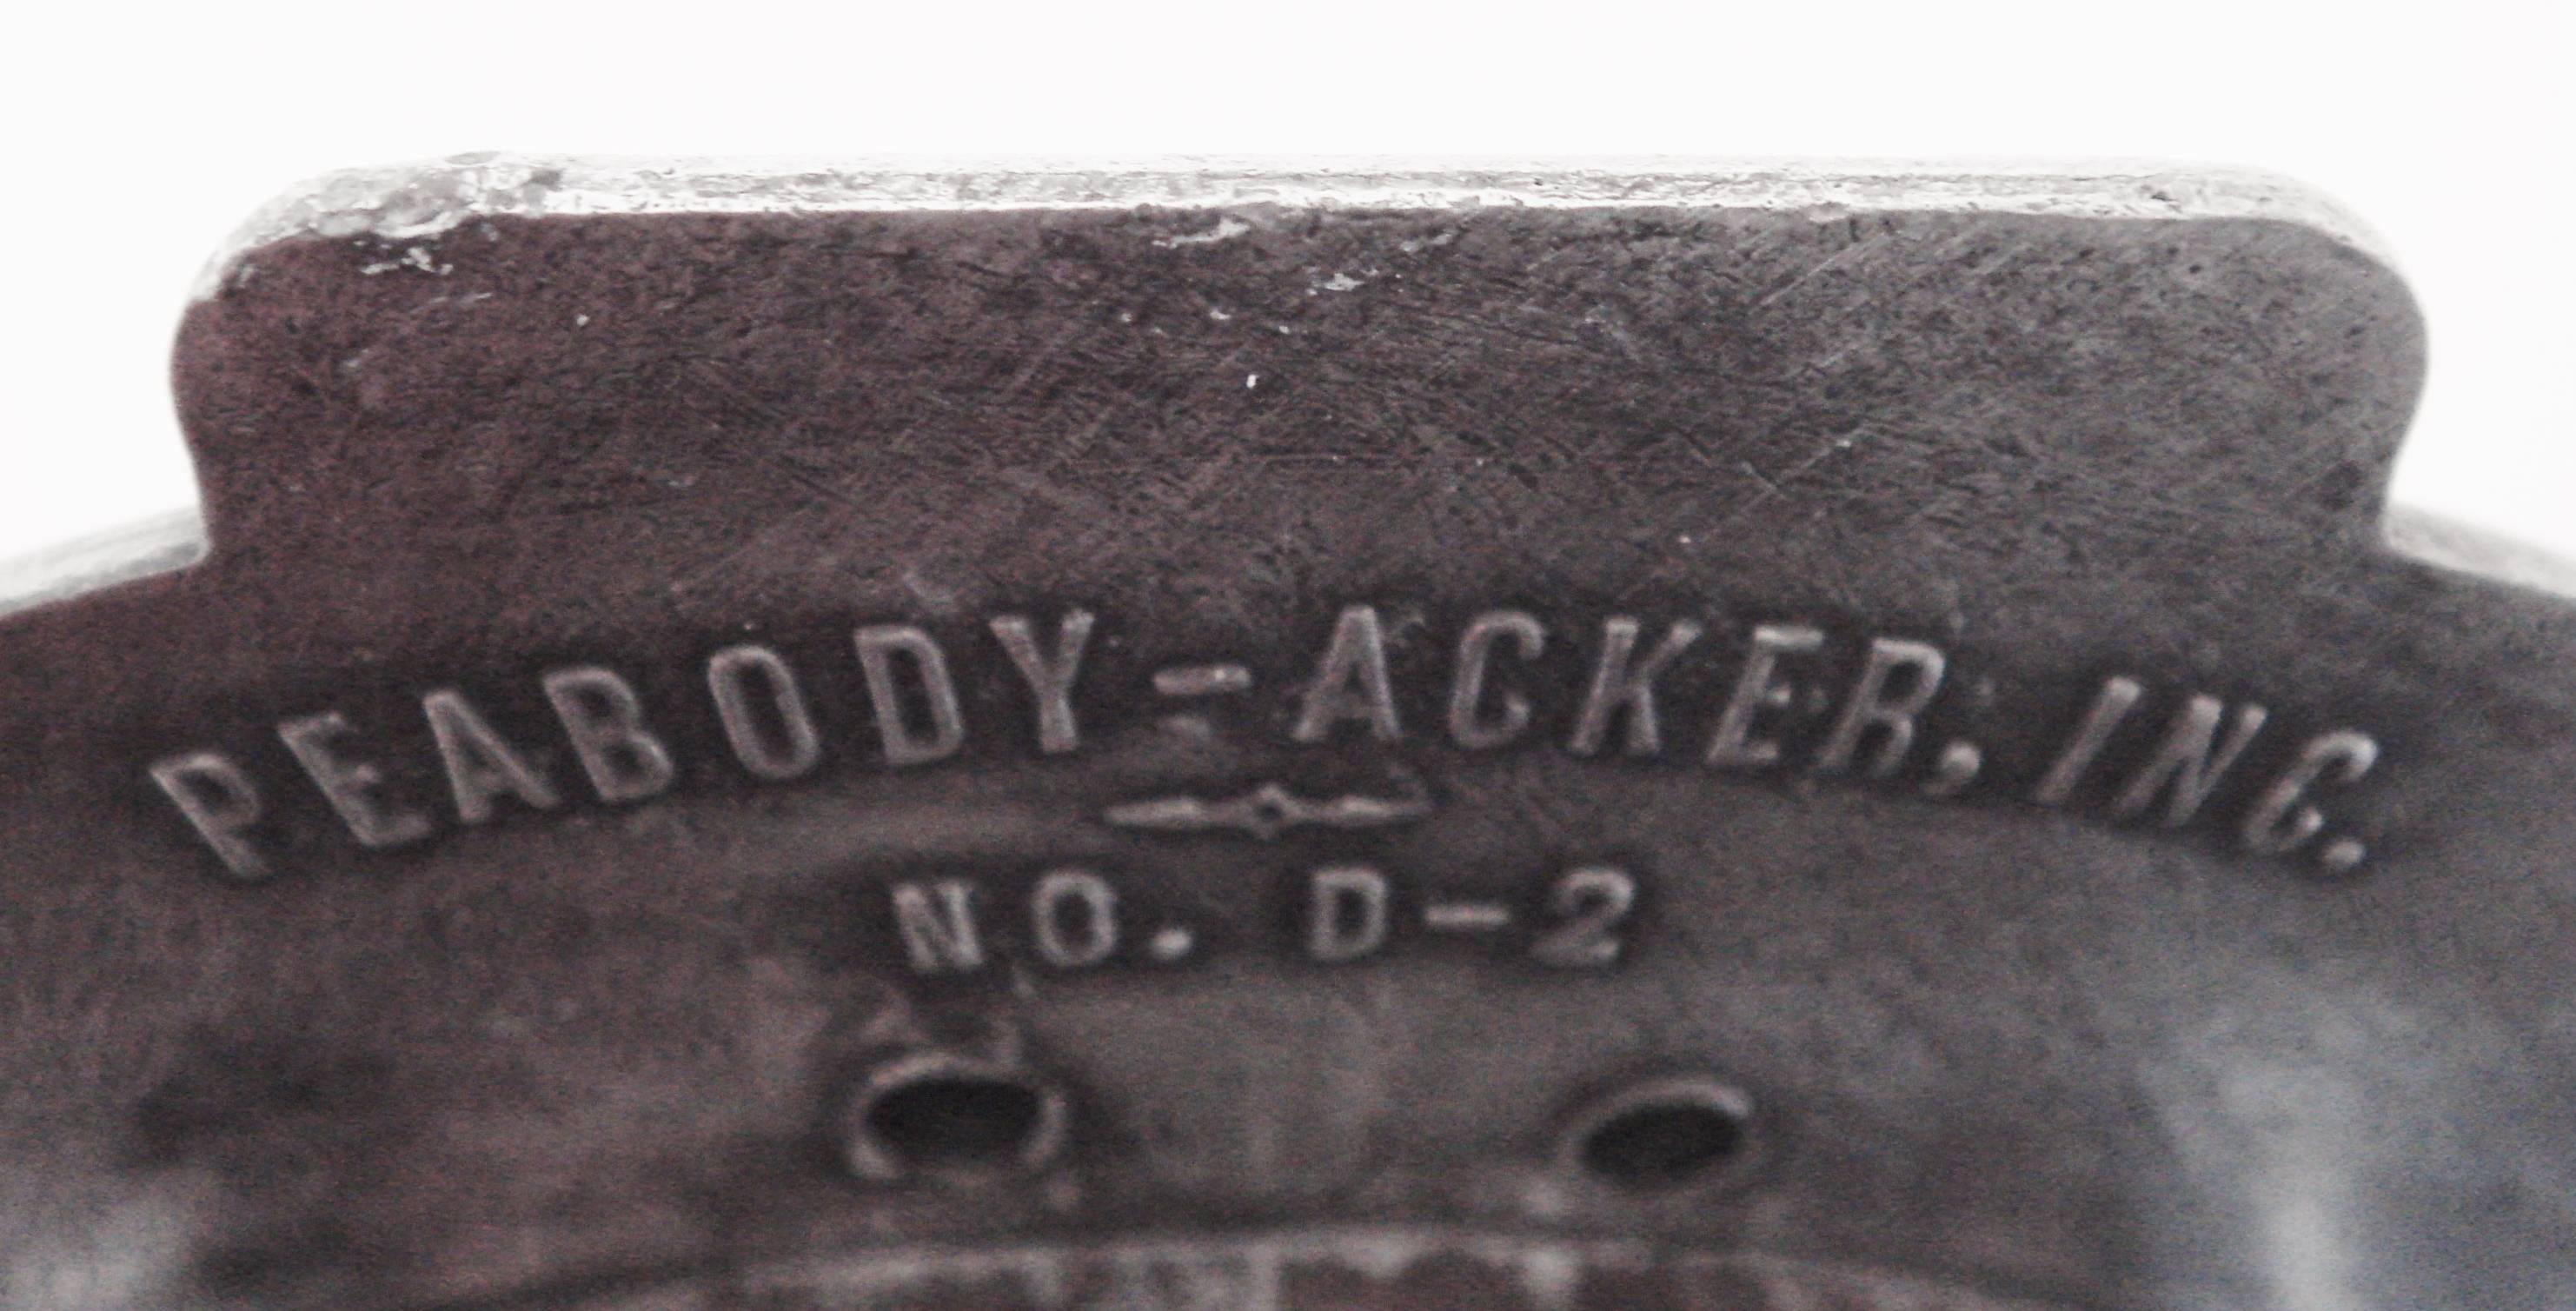 PEABODY-ACKER, INC.
NO. D-2